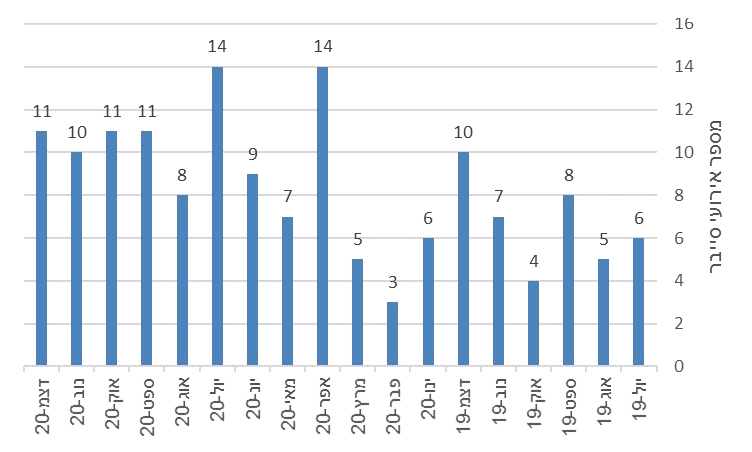 16
14
12
10
8
6
4
2
0
מספר אירועי סייבר
6
5
8
4
7
10
6
3
5
14
7
9
14
8
11
11
10
11
יול-19
אוג-19
ספט-19
אוק-19
נוב-19
דצמ-19
ינו-20
פבר-20
מרץ-20
אפר-20
מאי-20
יונ-20
יול-20
אוג-20
ספט-20
אוק-20
נוב-20
דצמ-20